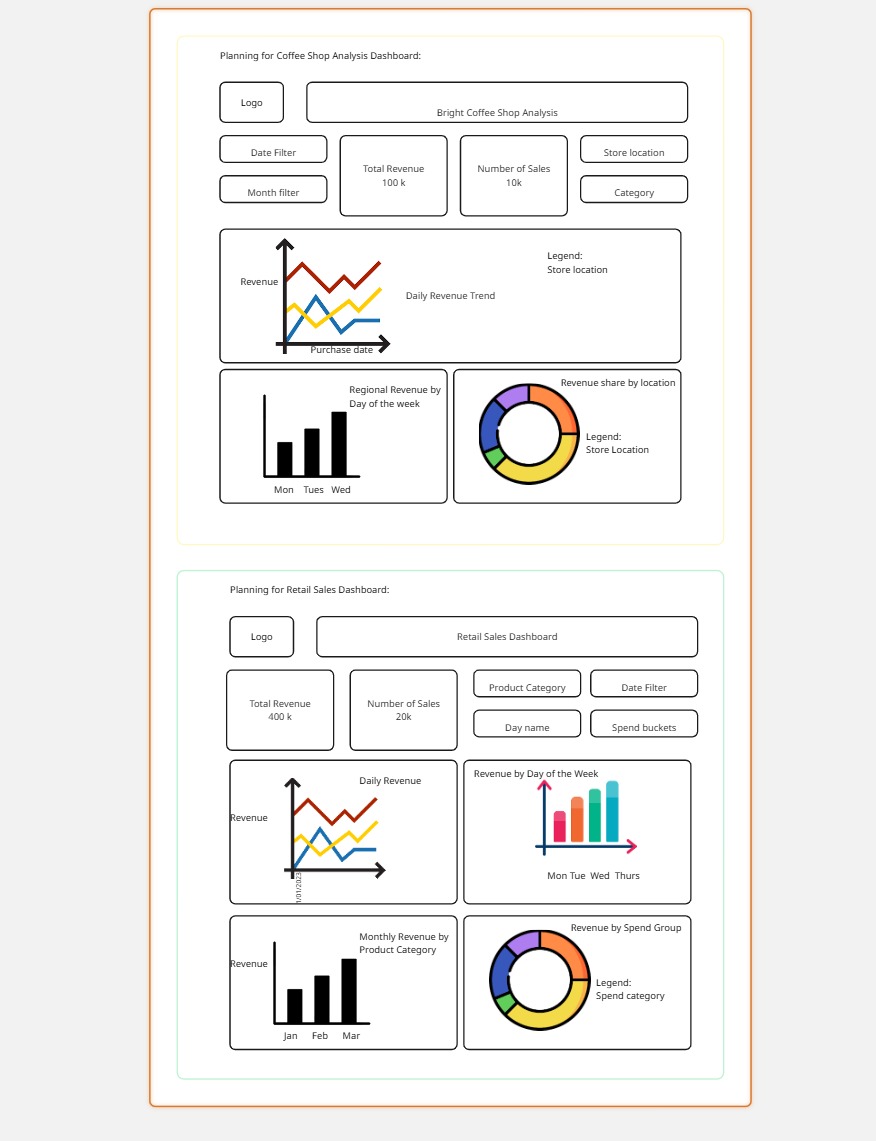 Planning for Coffee Shop Analysis Dashboard:
Logo
Bright Coffee Shop Analysis
Date Filter
Total Revenue
100 k
Number of Sales
10k
Store location
Month filter
Category
Legend:
Store location
Revenue
Daily Revenue Trend
Purchase date
Regional Revenue by
Day of the week
Mon Tues Wed
Revenue share by location
Legend:
Store Location
Planning for Retail Sales Dashboard:
Logo
Retail Sales Dashboard
Total Revenue
400 k
Number of Sales
20k
Product Category
Date Filter
Day name
Spend buckets
Daily Revenue
Revenue
1/01/2023
Revenue by Day of the Week
Mon Tue Wed Thurs
Monthly Revenue by
Product Category
Revenue
Jan Feb Mar
Revenue by Spend Group
Legend:
Spend category